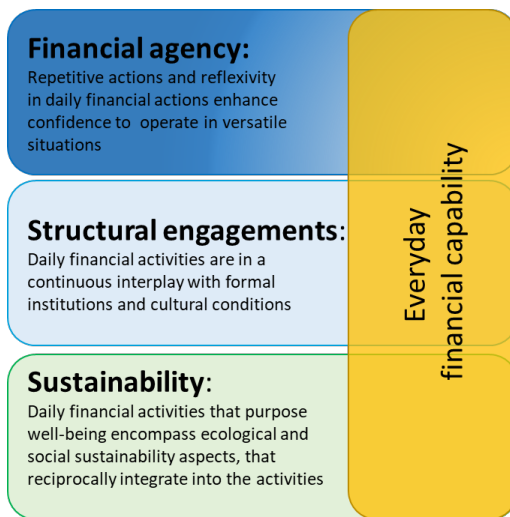 Financial agency:
Repetitive actions and reflexivity
in daily financial actions enhance
confidence to operate in versatile
situations
Structural engagements:
Daily financial activities are in a
continuous interplay with formal
institutions and cultural conditions
Sustainability:
Daily financial activities that purpose
well-being encompass ecological and
social sustainability aspects, that
reciprocally integrate into the activities
Everyday
financial capability